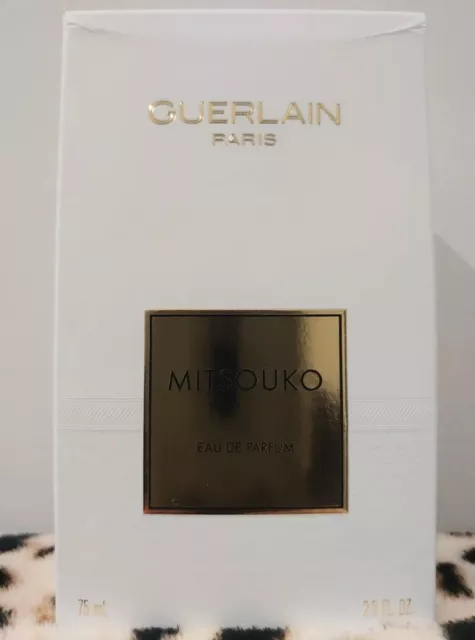 GUERLAIN
PARIS
MITSOUKO
EAU DE PARFUM
75 mL 2.5 FL. OZ.